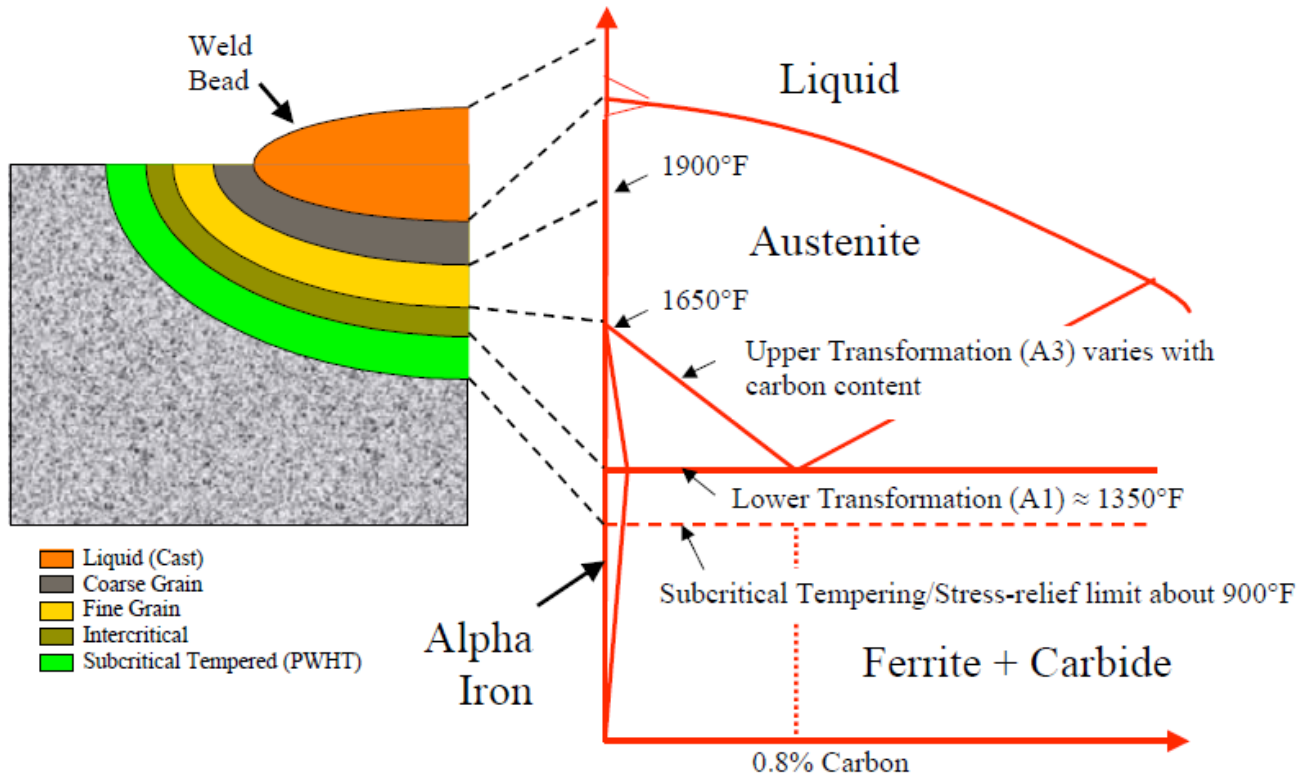 Weld
Bead
Liquid
1900°F
Austenite
1650°F
Upper Transformation (A3) varies with
carbon content
Lower Transformation (A1) ≈ 1350°F
Subcritical Tempering/Stress-relief limit about 900°F
Liquid (Cast)
Coarse Grain
Fine Grain
Intercritical
Subcritical Tempered (PWHT)
Alpha
Iron
Ferrite + Carbide
0.8% Carbon